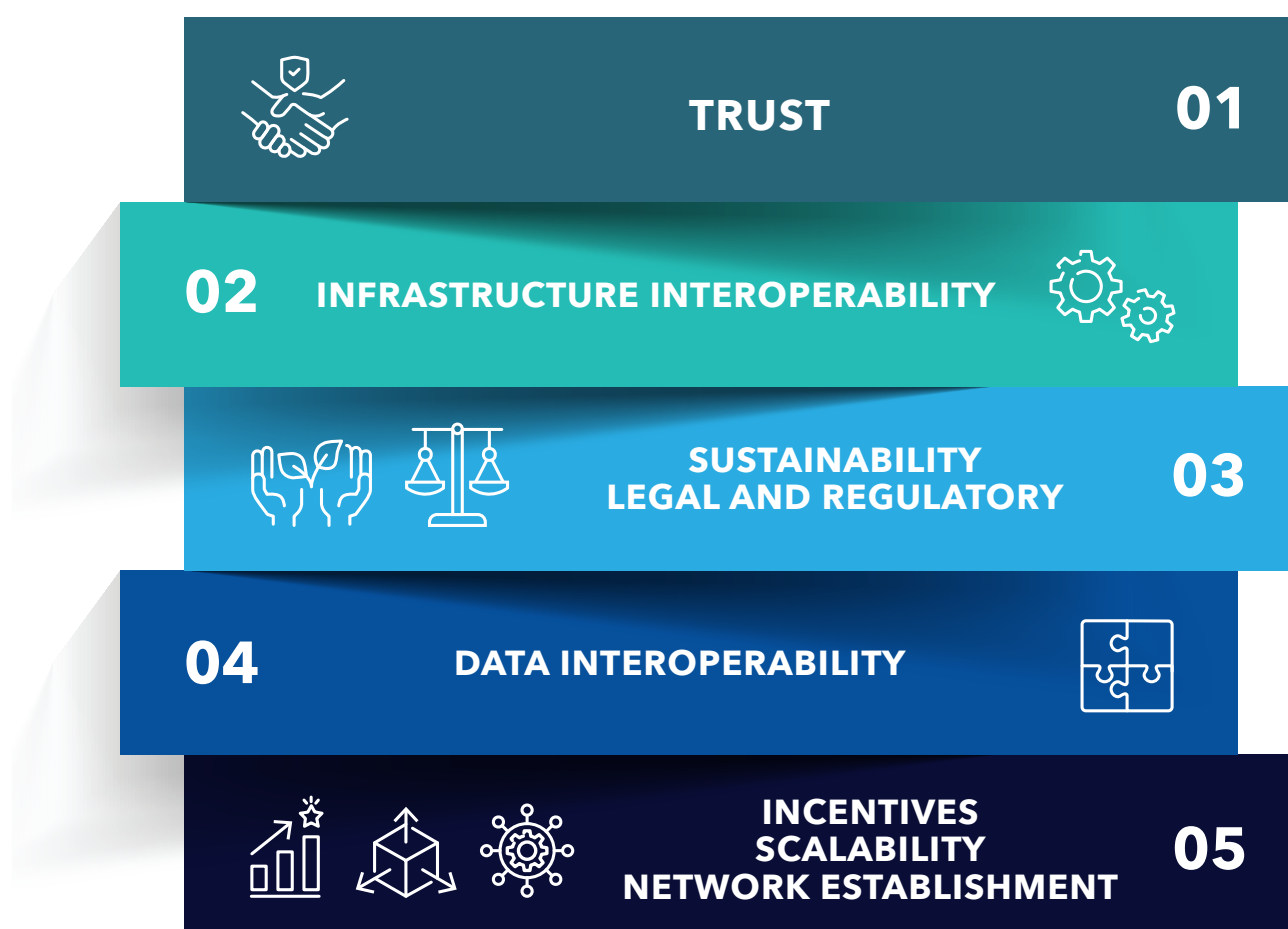 TRUST
01
02
INFRASTRUCTURE INTEROPERABILITY
SUSTAINABILITY
LEGAL AND REGULATORY
03
04
DATA INTEROPERABILITY
INCENTIVES
SCALABILITY
NETWORK ESTABLISHMENT
05